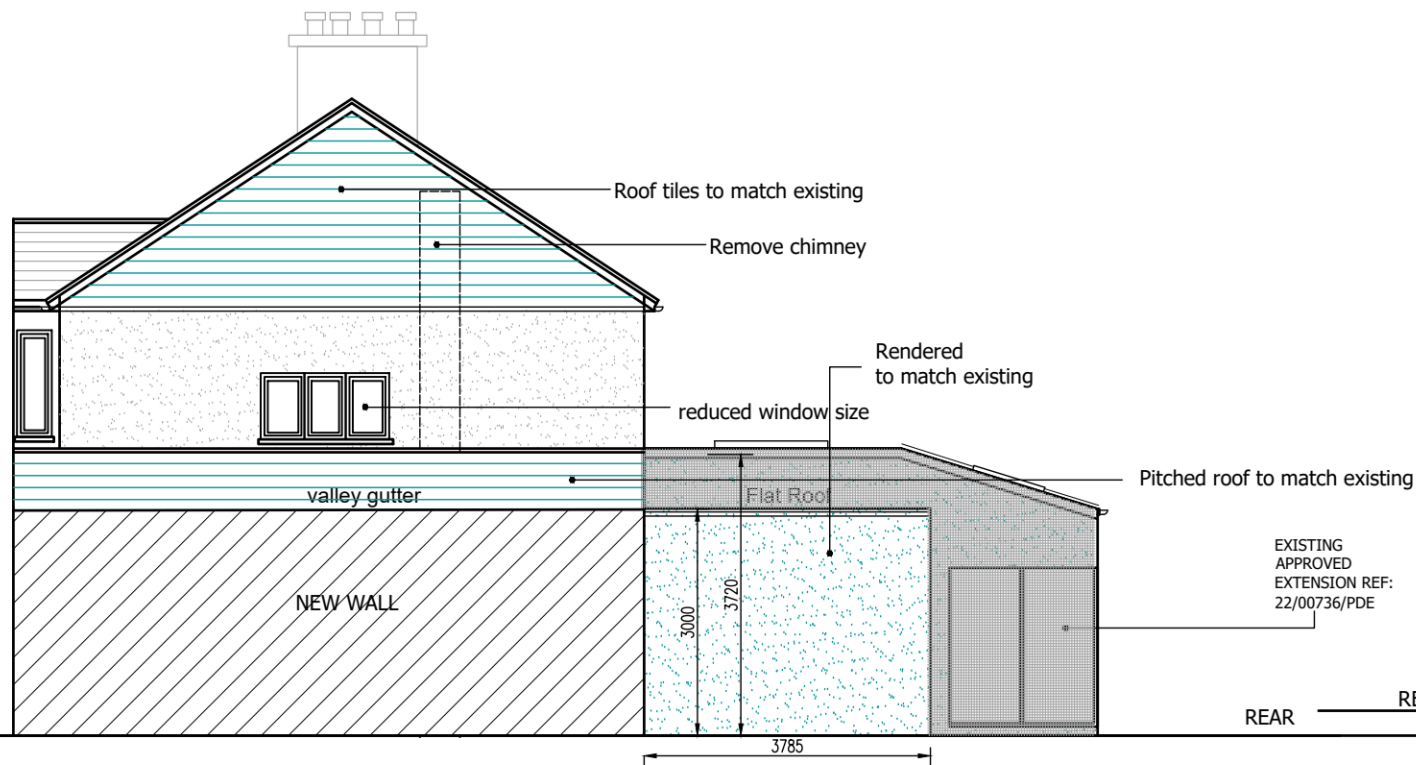 Roof tiles to match existing
Remove chimney
Rendered
to match existing
reduced window size
Pitched roof to match existing
valley gutter
Flat Roof
EXISTING
APPROVED
EXTENSION REF:
22/00736/PDE
NEW WALL
3000
3720
REAR
3785